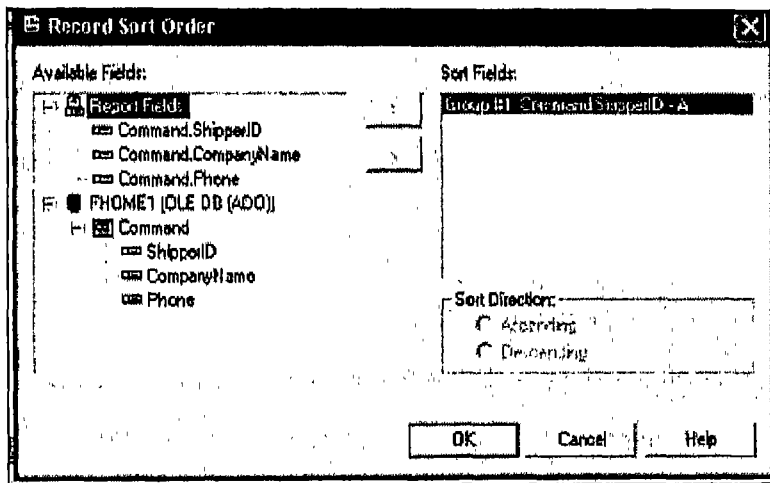 Record Sort Order
Available Fields:
Report Fields
Command.ShipperID
Command.CompanyName
Command.Phone
FHOME1 (OLE DB (ADO))
Command
ShipperID
CompanyName
Phone
Sort Fields:
Group #1: Command.ShipperID - A
Sort Direction:
Ascending
Descending
OK
Cancel
Help